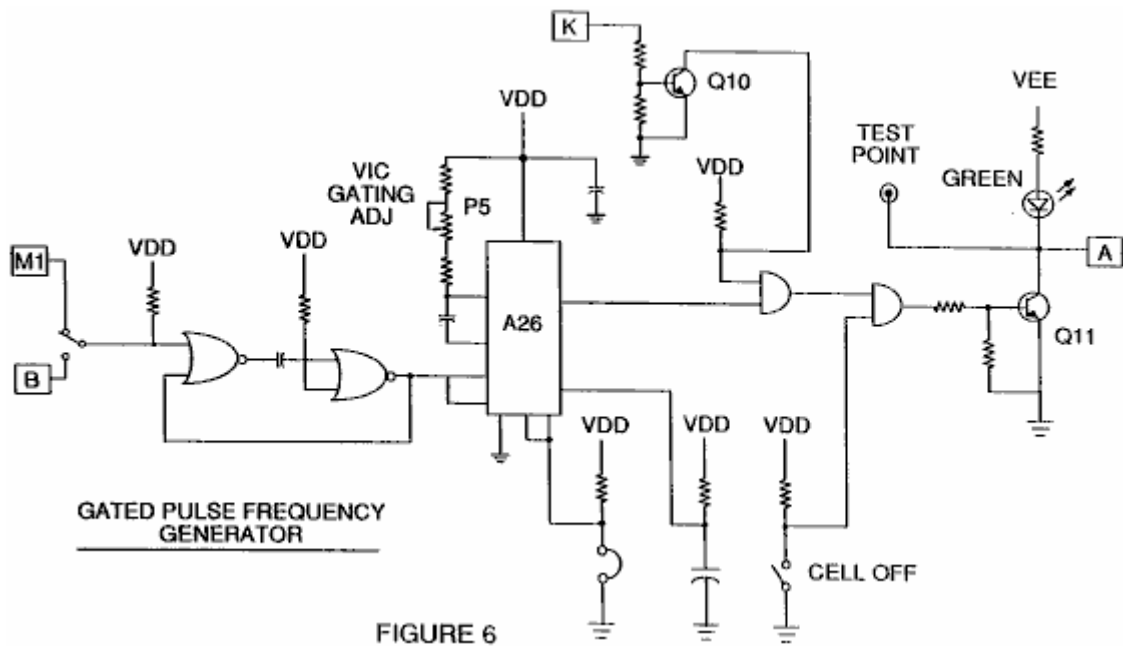 K
Q10
VDD
VEE
TEST
POINT
VIC
GATING
ADJ
P5
VDD
GREEN
M1
VDD
VDD
A
A26
Q11
B
VDD
VDD
VDD
GATED PULSE FREQUENCY
GENERATOR
CELL OFF
FIGURE 6